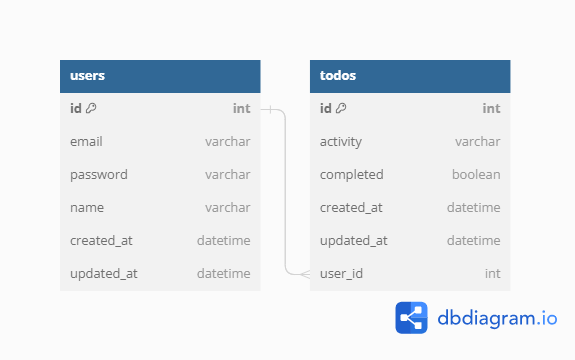 users
id int
email varchar
password varchar
name varchar
created_at datetime
updated_at datetime
todos
id int
activity varchar
completed boolean
created_at datetime
updated_at datetime
user_id int
dbdiagram.io